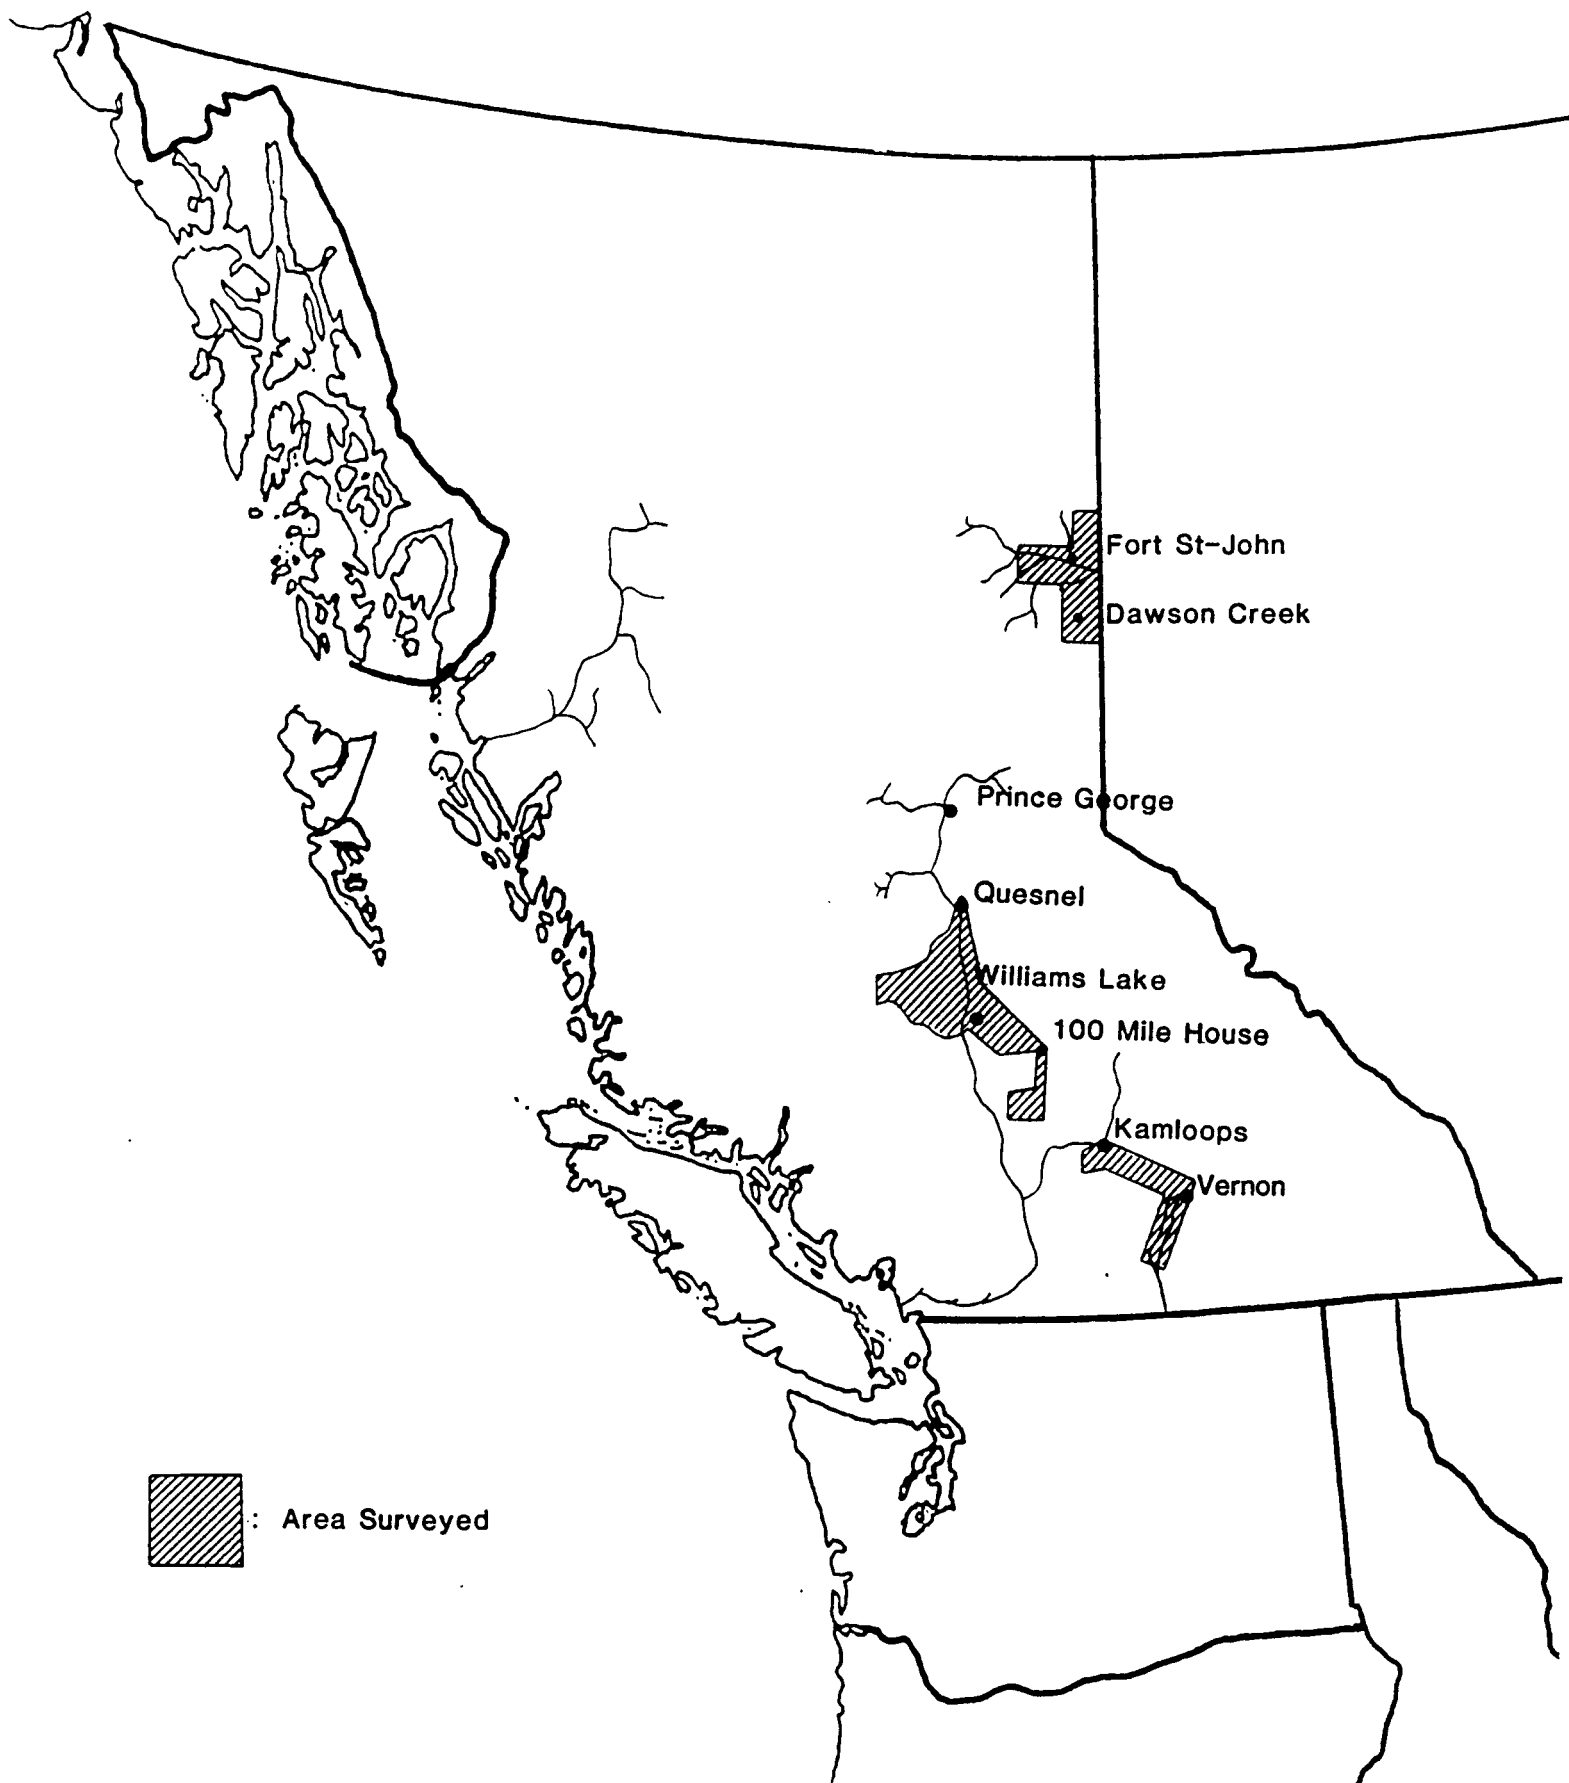 Fort St-John
Dawson Creek
Prince George
Quesnel
Williams Lake
100 Mile House
Kamloops
Vernon
: Area Surveyed